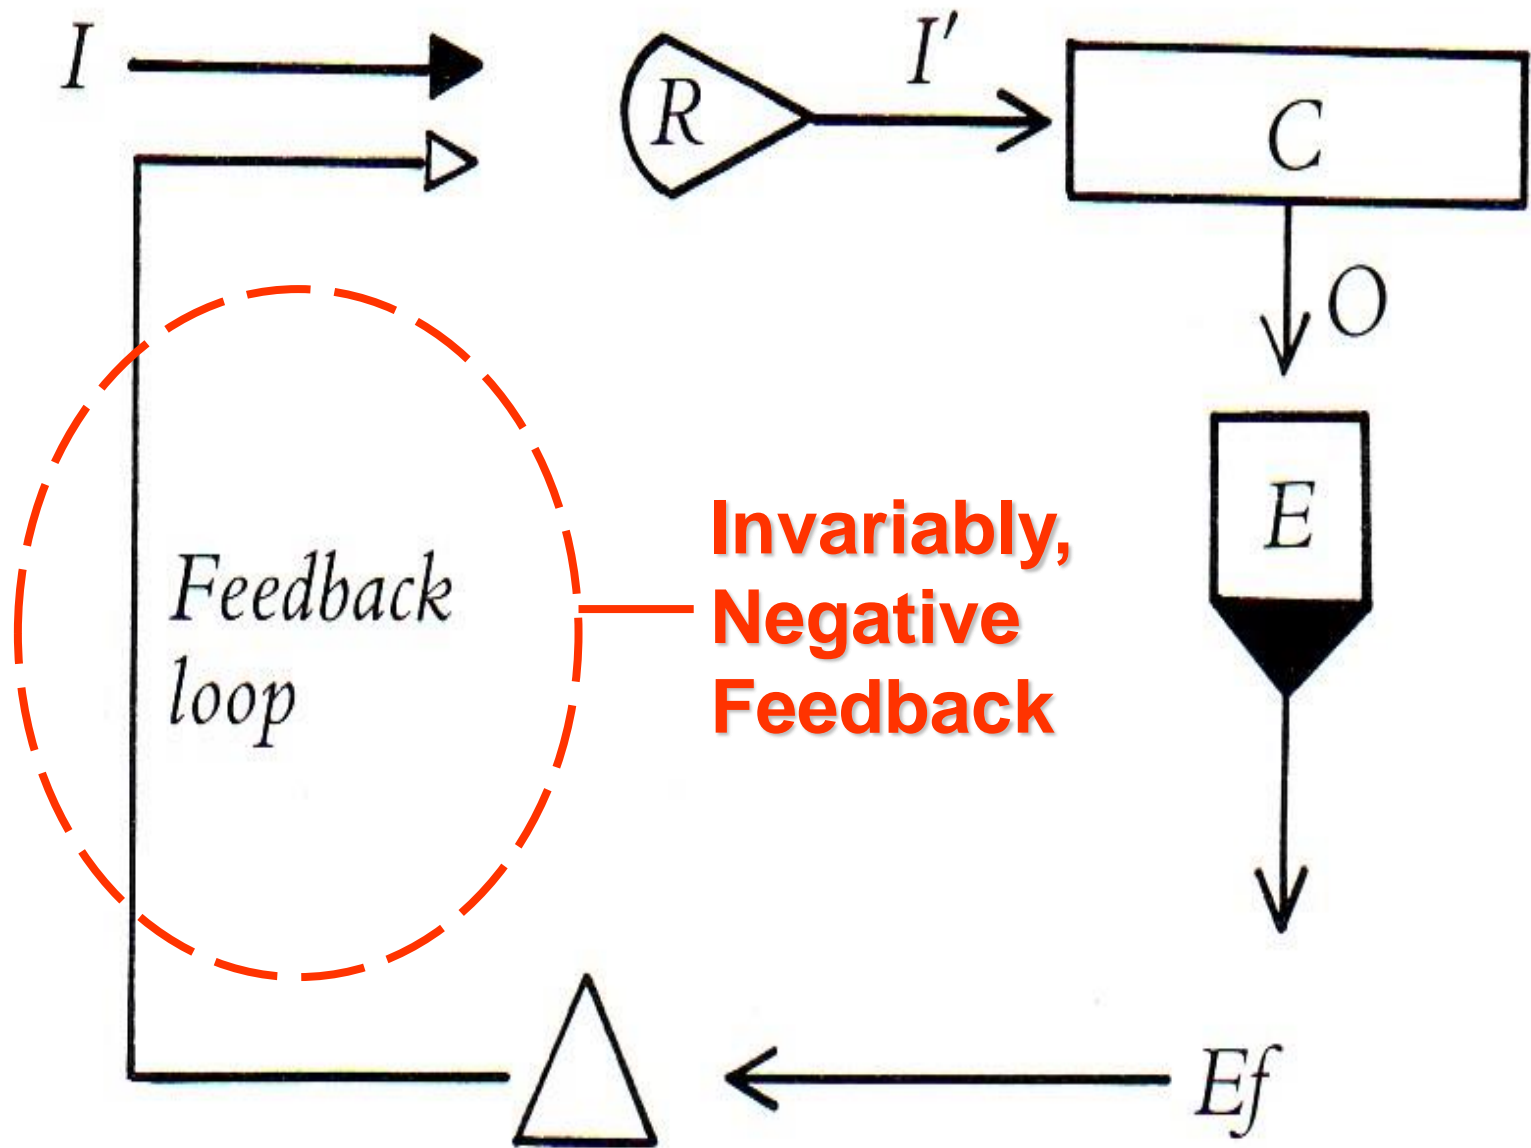 I
R
I′
C
O
E
Invariably,
Negative
Feedback
Feedback
loop
Ef